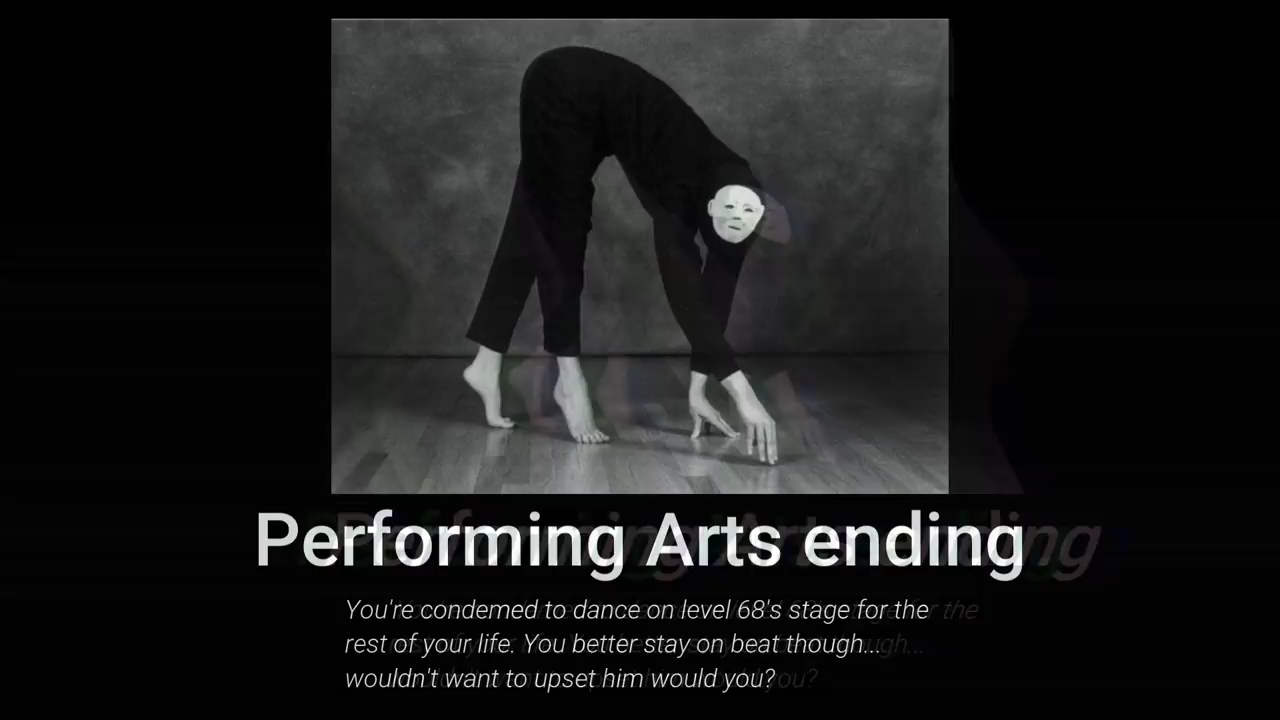 Performing Arts ending
You're condemed to dance on level 68's stage for the
rest of your life. You better stay on beat though...
wouldn't want to upset him would you?